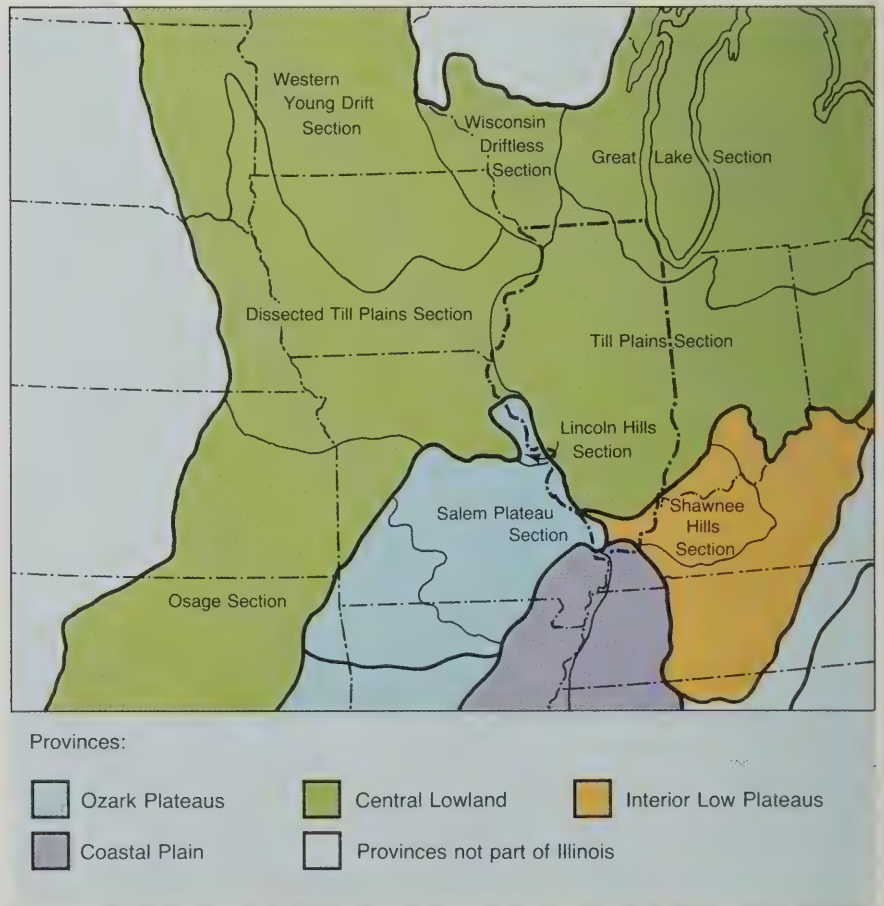 Western
Young Drift
Section
Wisconsin
Driftless
Section
Great Lake Section
Dissected Till Plains Section
Till Plains Section
Lincoln Hills
Section
Salem Plateau
Section
Shawnee
Hills
Section
Osage Section
Provinces:
Ozark Plateaus
Central Lowland
Interior Low Plateaus
Coastal Plain
Provinces not part of Illinois